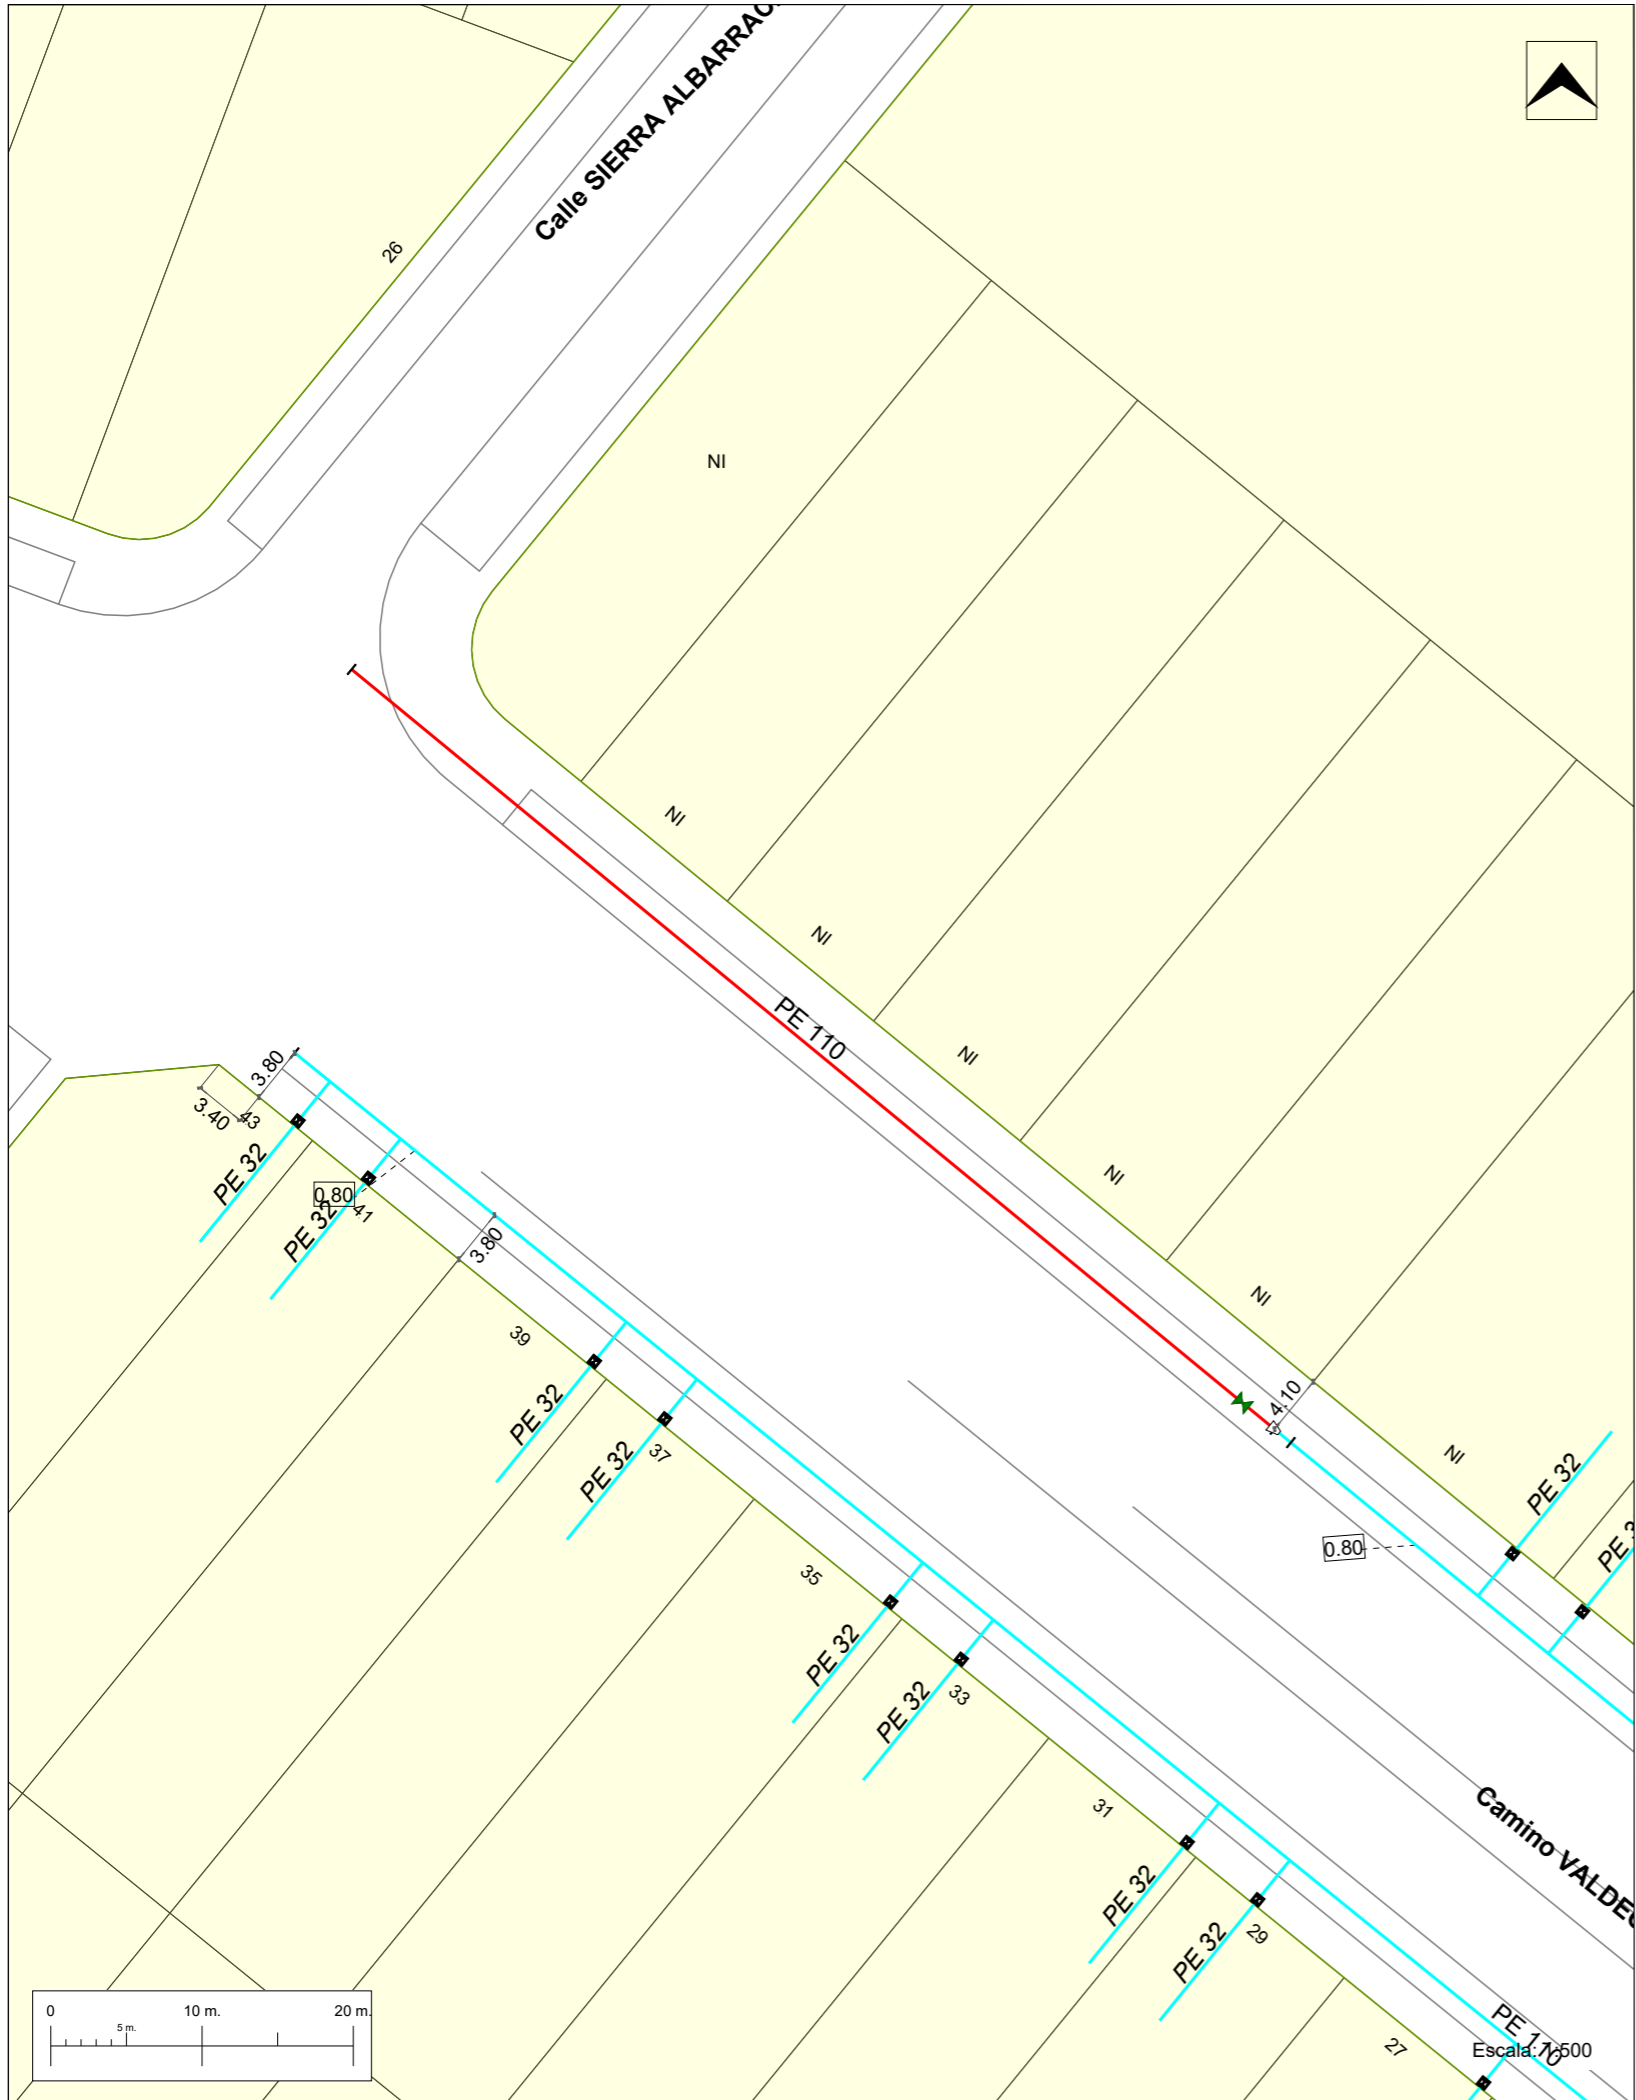 Calle SIERRA ALBARRAC
26
NI
NI
NI
PE 110
NI
3.80
3.40
43
PE 32
0.80
41
PE 32
NI
3.80
NI
39
4.10
PE 32
37
PE 32
NI
PE 32
0.80
PE 3
35
PE 32
33
PE 32
Camino VALDE
31
PE 32
29
PE 32
0
10 m.
20 m.
5 m.
PE 110
27
Escala: 1:500